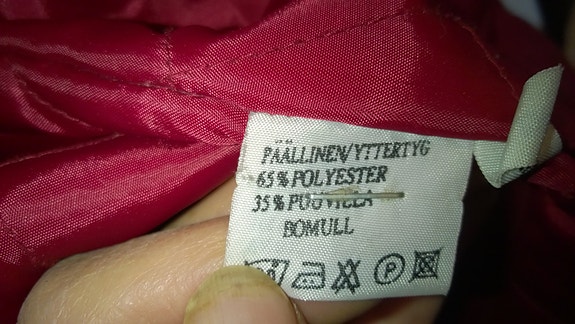 PÄÄLLINEN/YTTERTYG
65% POLYESTER
35% PUUVILLA
BOMULL
P